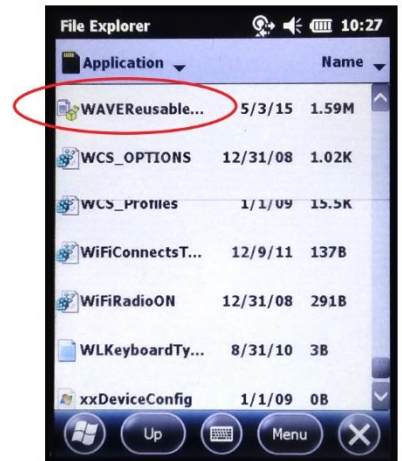 File Explorer 10:27
Application Name
WAVEReusable... 5/3/15 1.59M
WCS_OPTIONS 12/31/08 1.02K
WCS_Profiles 1/1/09 15.5K
WiFiConnectsT... 12/9/11 137B
WiFiRadioON 12/31/08 291B
WLKeyboardTy... 8/31/10 3B
xxDeviceConfig 1/1/09 0B
Up Menu